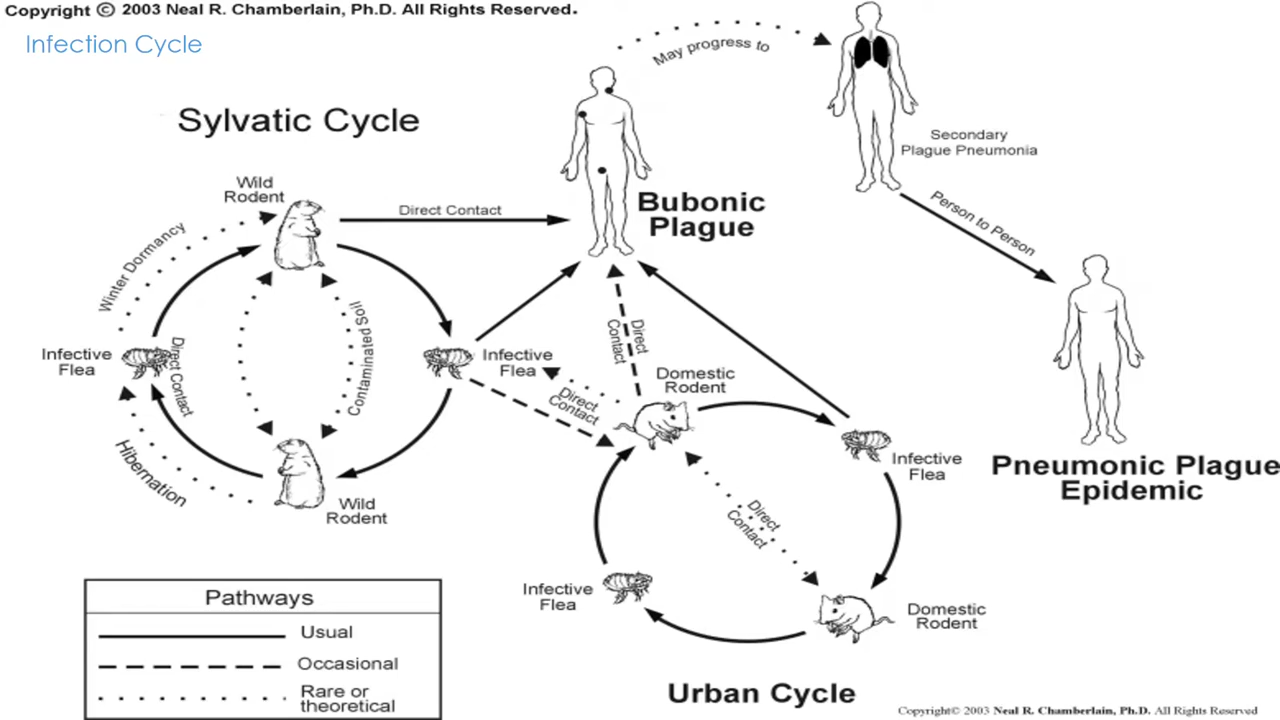 Copyright © 2003 Neal R. Chamberlain, Ph.D. All Rights Reserved.
Infection Cycle
May progress to
Sylvatic Cycle
Secondary
Plague Pneumonia
Wild
Rodent
Direct Contact
Bubonic
Plague
Person to Person
Winter Dormancy
Contaminated Soil
Direct Contact
Infective
Flea
Infective
Flea
Direct
Contact
Direct
Contact
Domestic
Rodent
Hibernation
Wild
Rodent
Infective
Flea
Pneumonic Plague
Epidemic
Direct
Contact
Infective
Flea
Domestic
Rodent
Pathways
Usual
Occasional
Rare or
theoretical
Urban Cycle
Copyright© 2003 Neal R. Chamberlain, Ph.D. All Rights Reserved